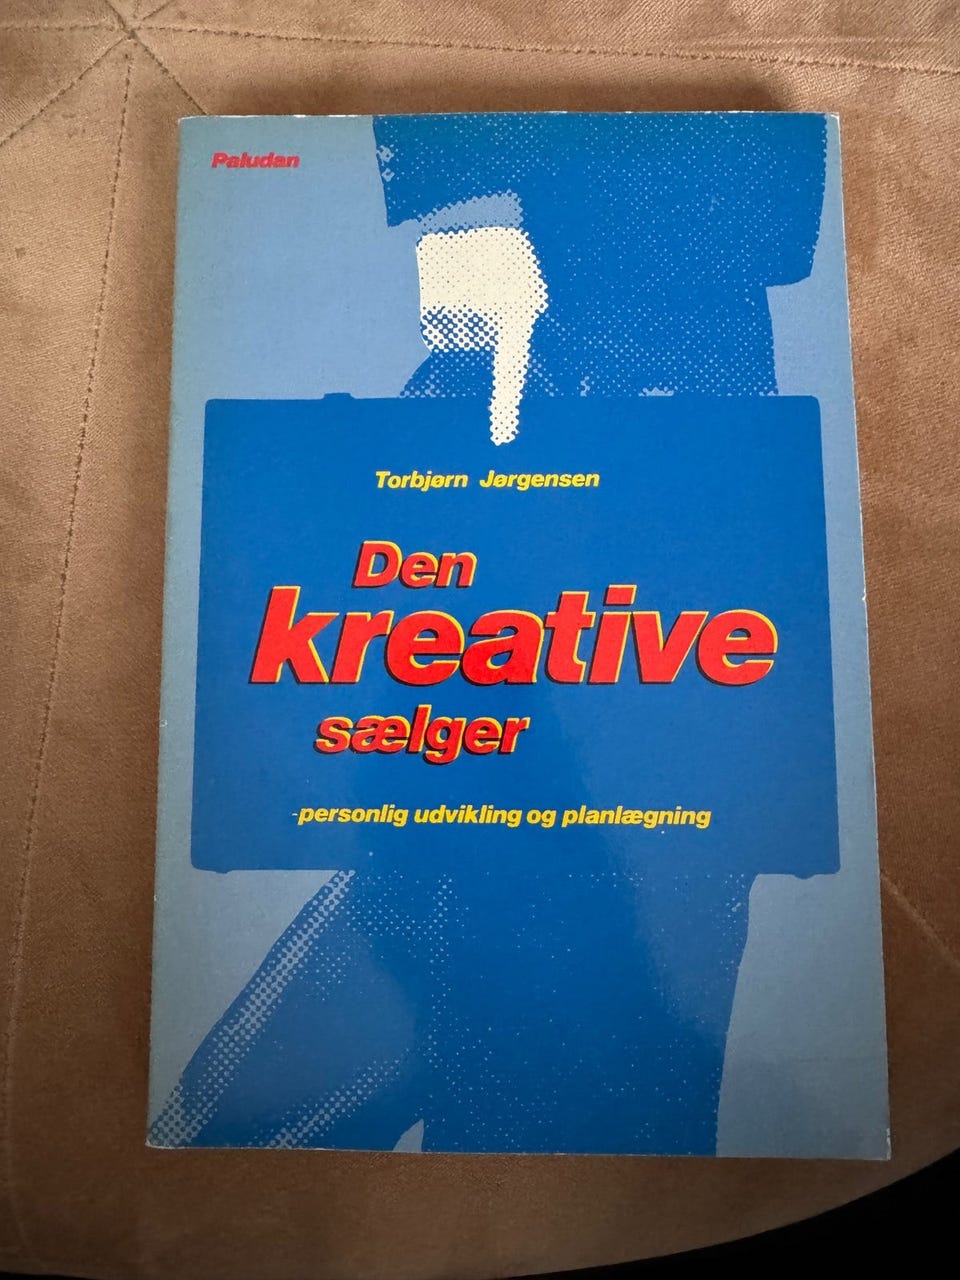 Paludan
Torbjørn Jørgensen
Den
kreative
sælger
-personlig udvikling og planlægning